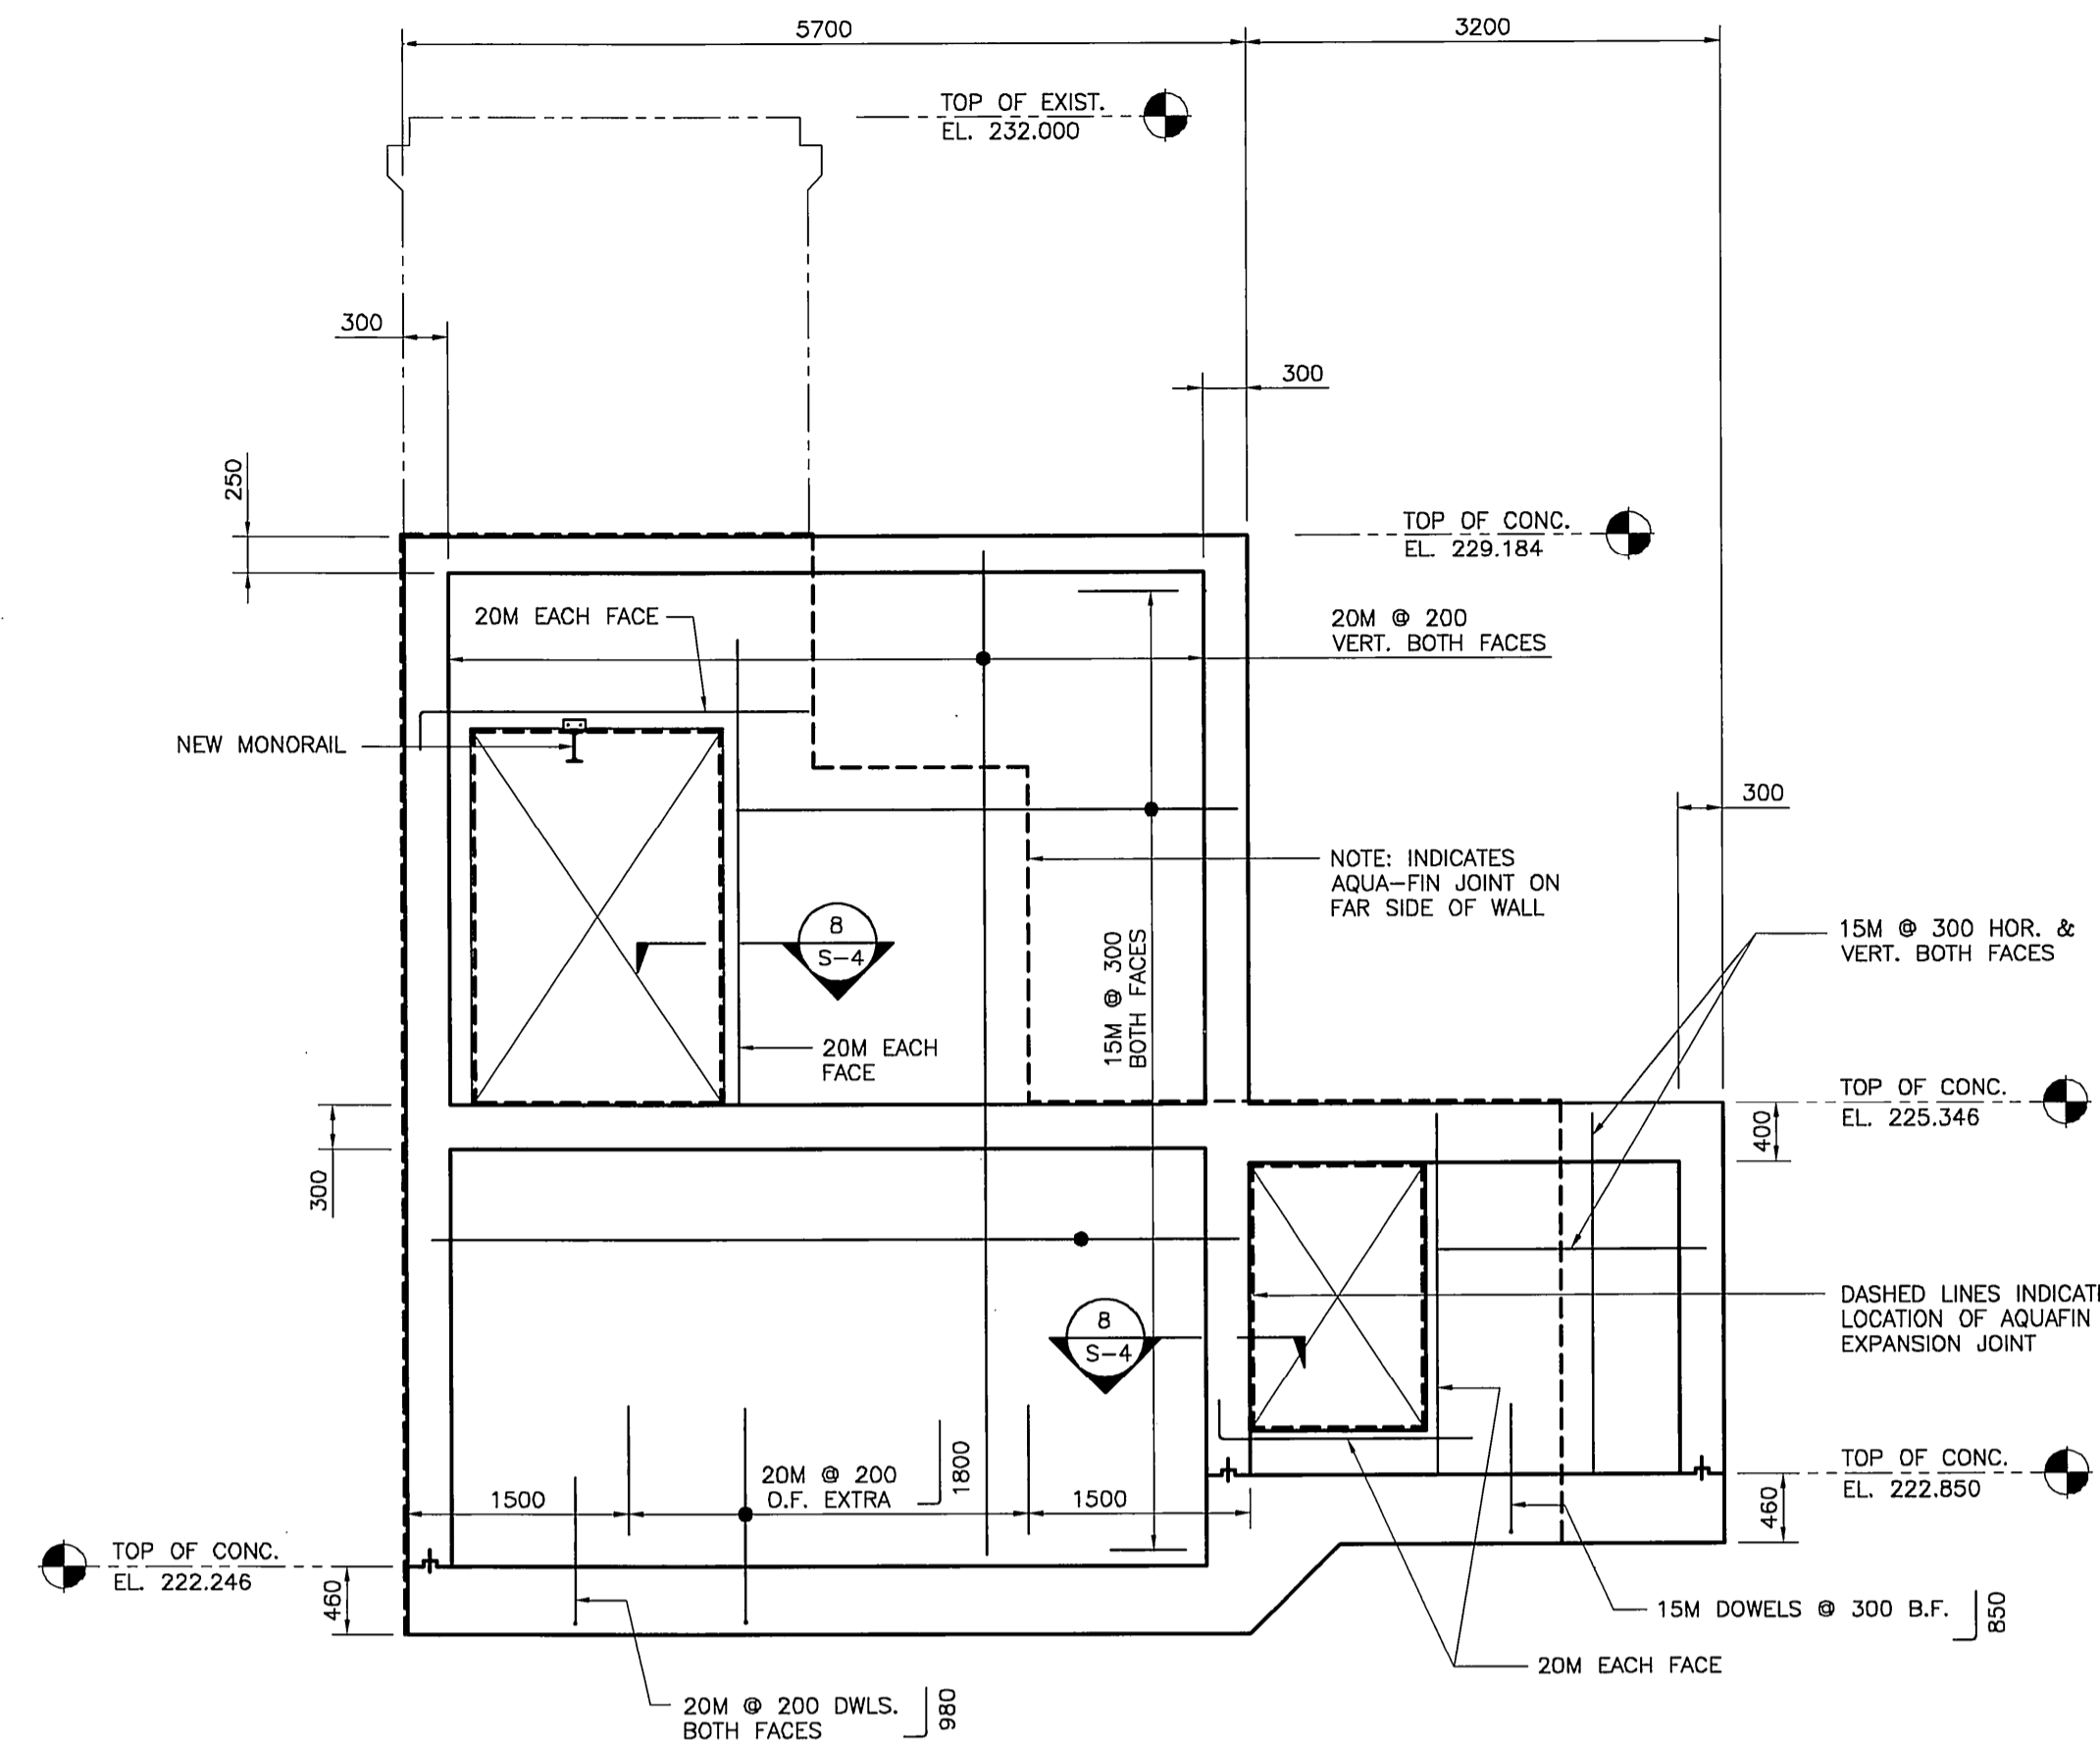 5700
3200
TOP OF EXIST.
EL. 232.000
300
300
250
TOP OF CONC.
EL. 229.184
20M EACH FACE
20M @ 200
VERT. BOTH FACES
NEW MONORAIL
300
NOTE: INDICATES
AQUA-FIN JOINT ON
FAR SIDE OF WALL
8
S-4
15M @ 300
BOTH FACES
15M @ 300 HOR. &
VERT. BOTH FACES
20M EACH
FACE
TOP OF CONC.
EL. 225.346
400
300
DASHED LINES INDICATE
LOCATION OF AQUAFIN
EXPANSION JOINT
8
S-4
20M @ 200
O.F. EXTRA
1800
1500
1500
TOP OF CONC.
EL. 222.850
460
TOP OF CONC.
EL. 222.246
460
15M DOWELS @ 300 B.F.
850
20M EACH FACE
20M @ 200 DWLS.
BOTH FACES
980